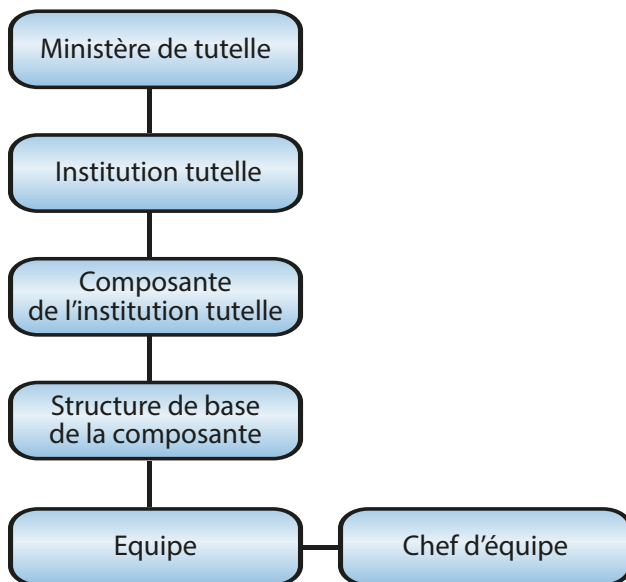 Ministère de tutelle
Institution tutelle
Composante
de l'institution tutelle
Structure de base
de la composante
Equipe
Chef d'équipe